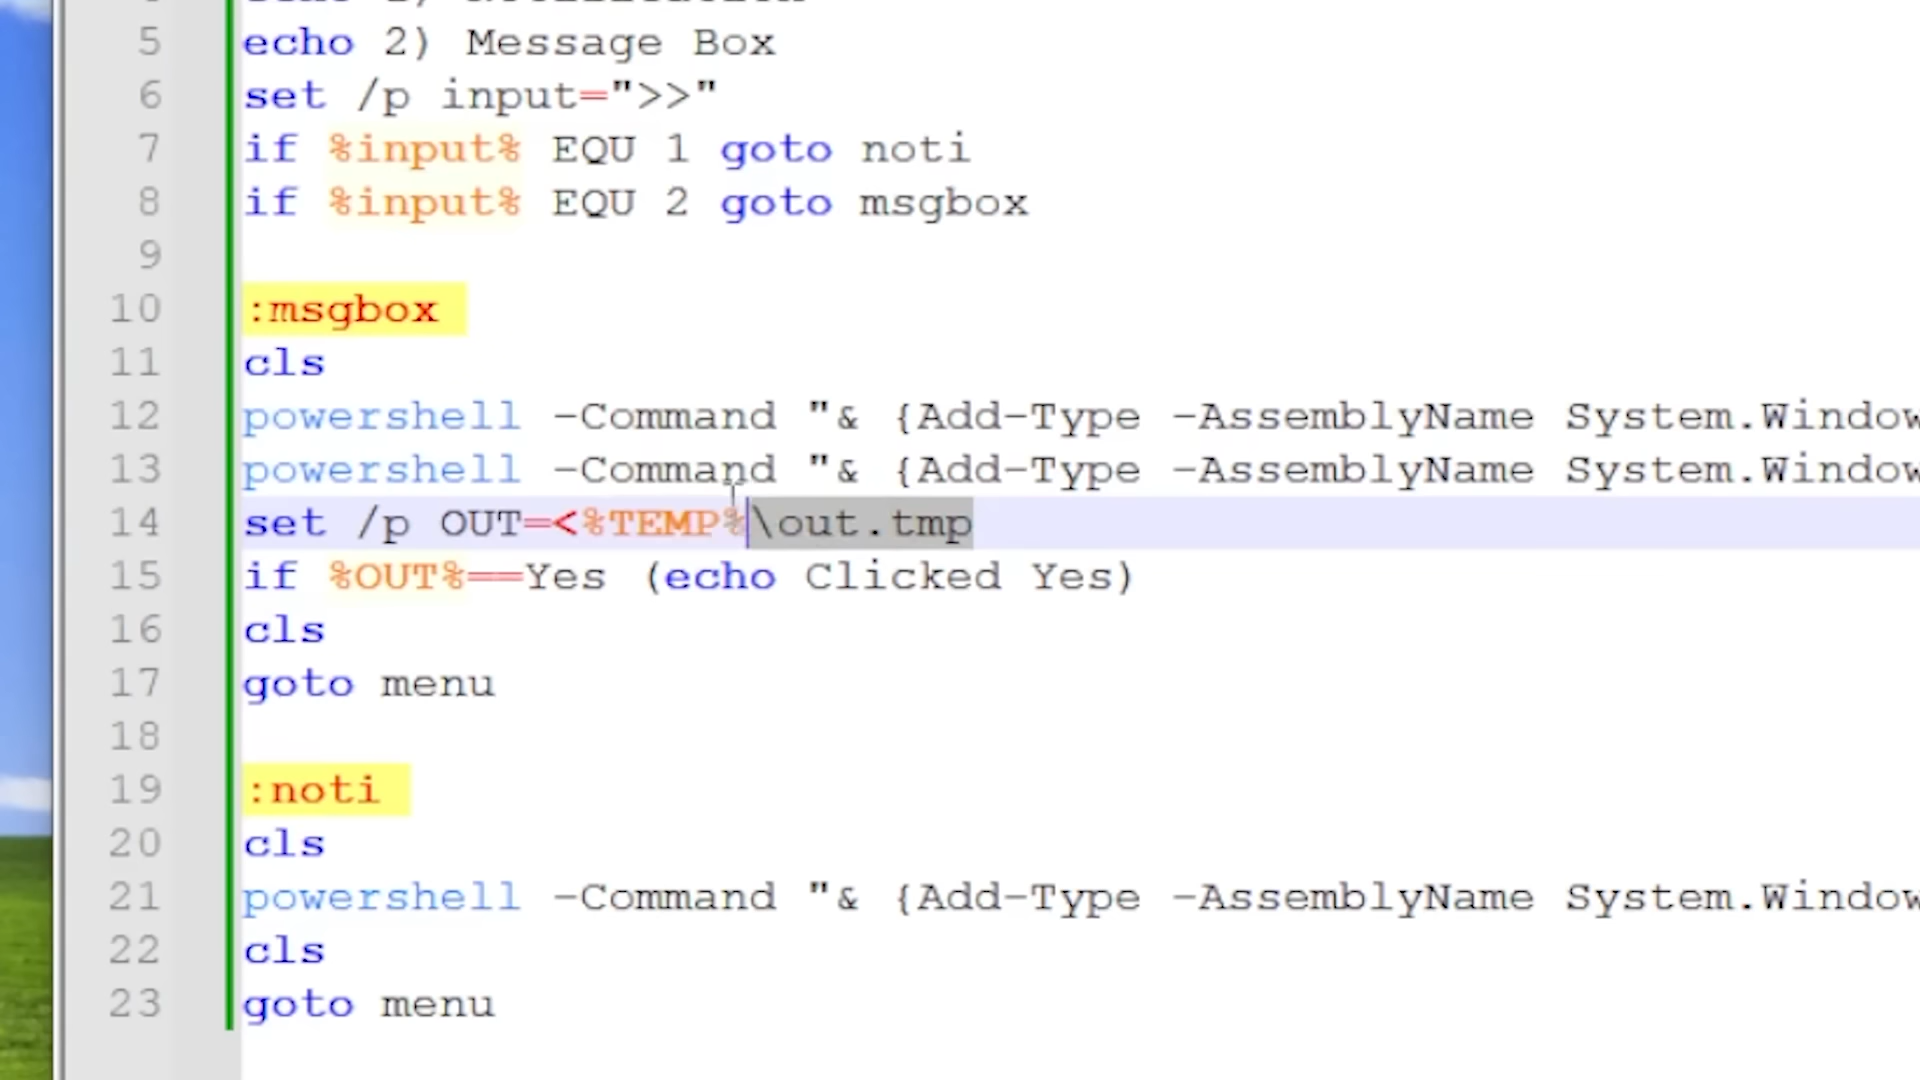 5 echo 2) Message Box
6 set /p input=">>"
7 if %input% EQU 1 goto noti
8 if %input% EQU 2 goto msgbox
9
10 :msgbox
11 cls
12 powershell -Command "& {Add-Type -AssemblyName System.Window
13 powershell -Command "& {Add-Type -AssemblyName System.Window
14 set /p OUT=<%TEMP%\out.tmp
15 if %OUT%==Yes (echo Clicked Yes)
16 cls
17 goto menu
18
19 :noti
20 cls
21 powershell -Command "& {Add-Type -AssemblyName System.Window
22 cls
23 goto menu